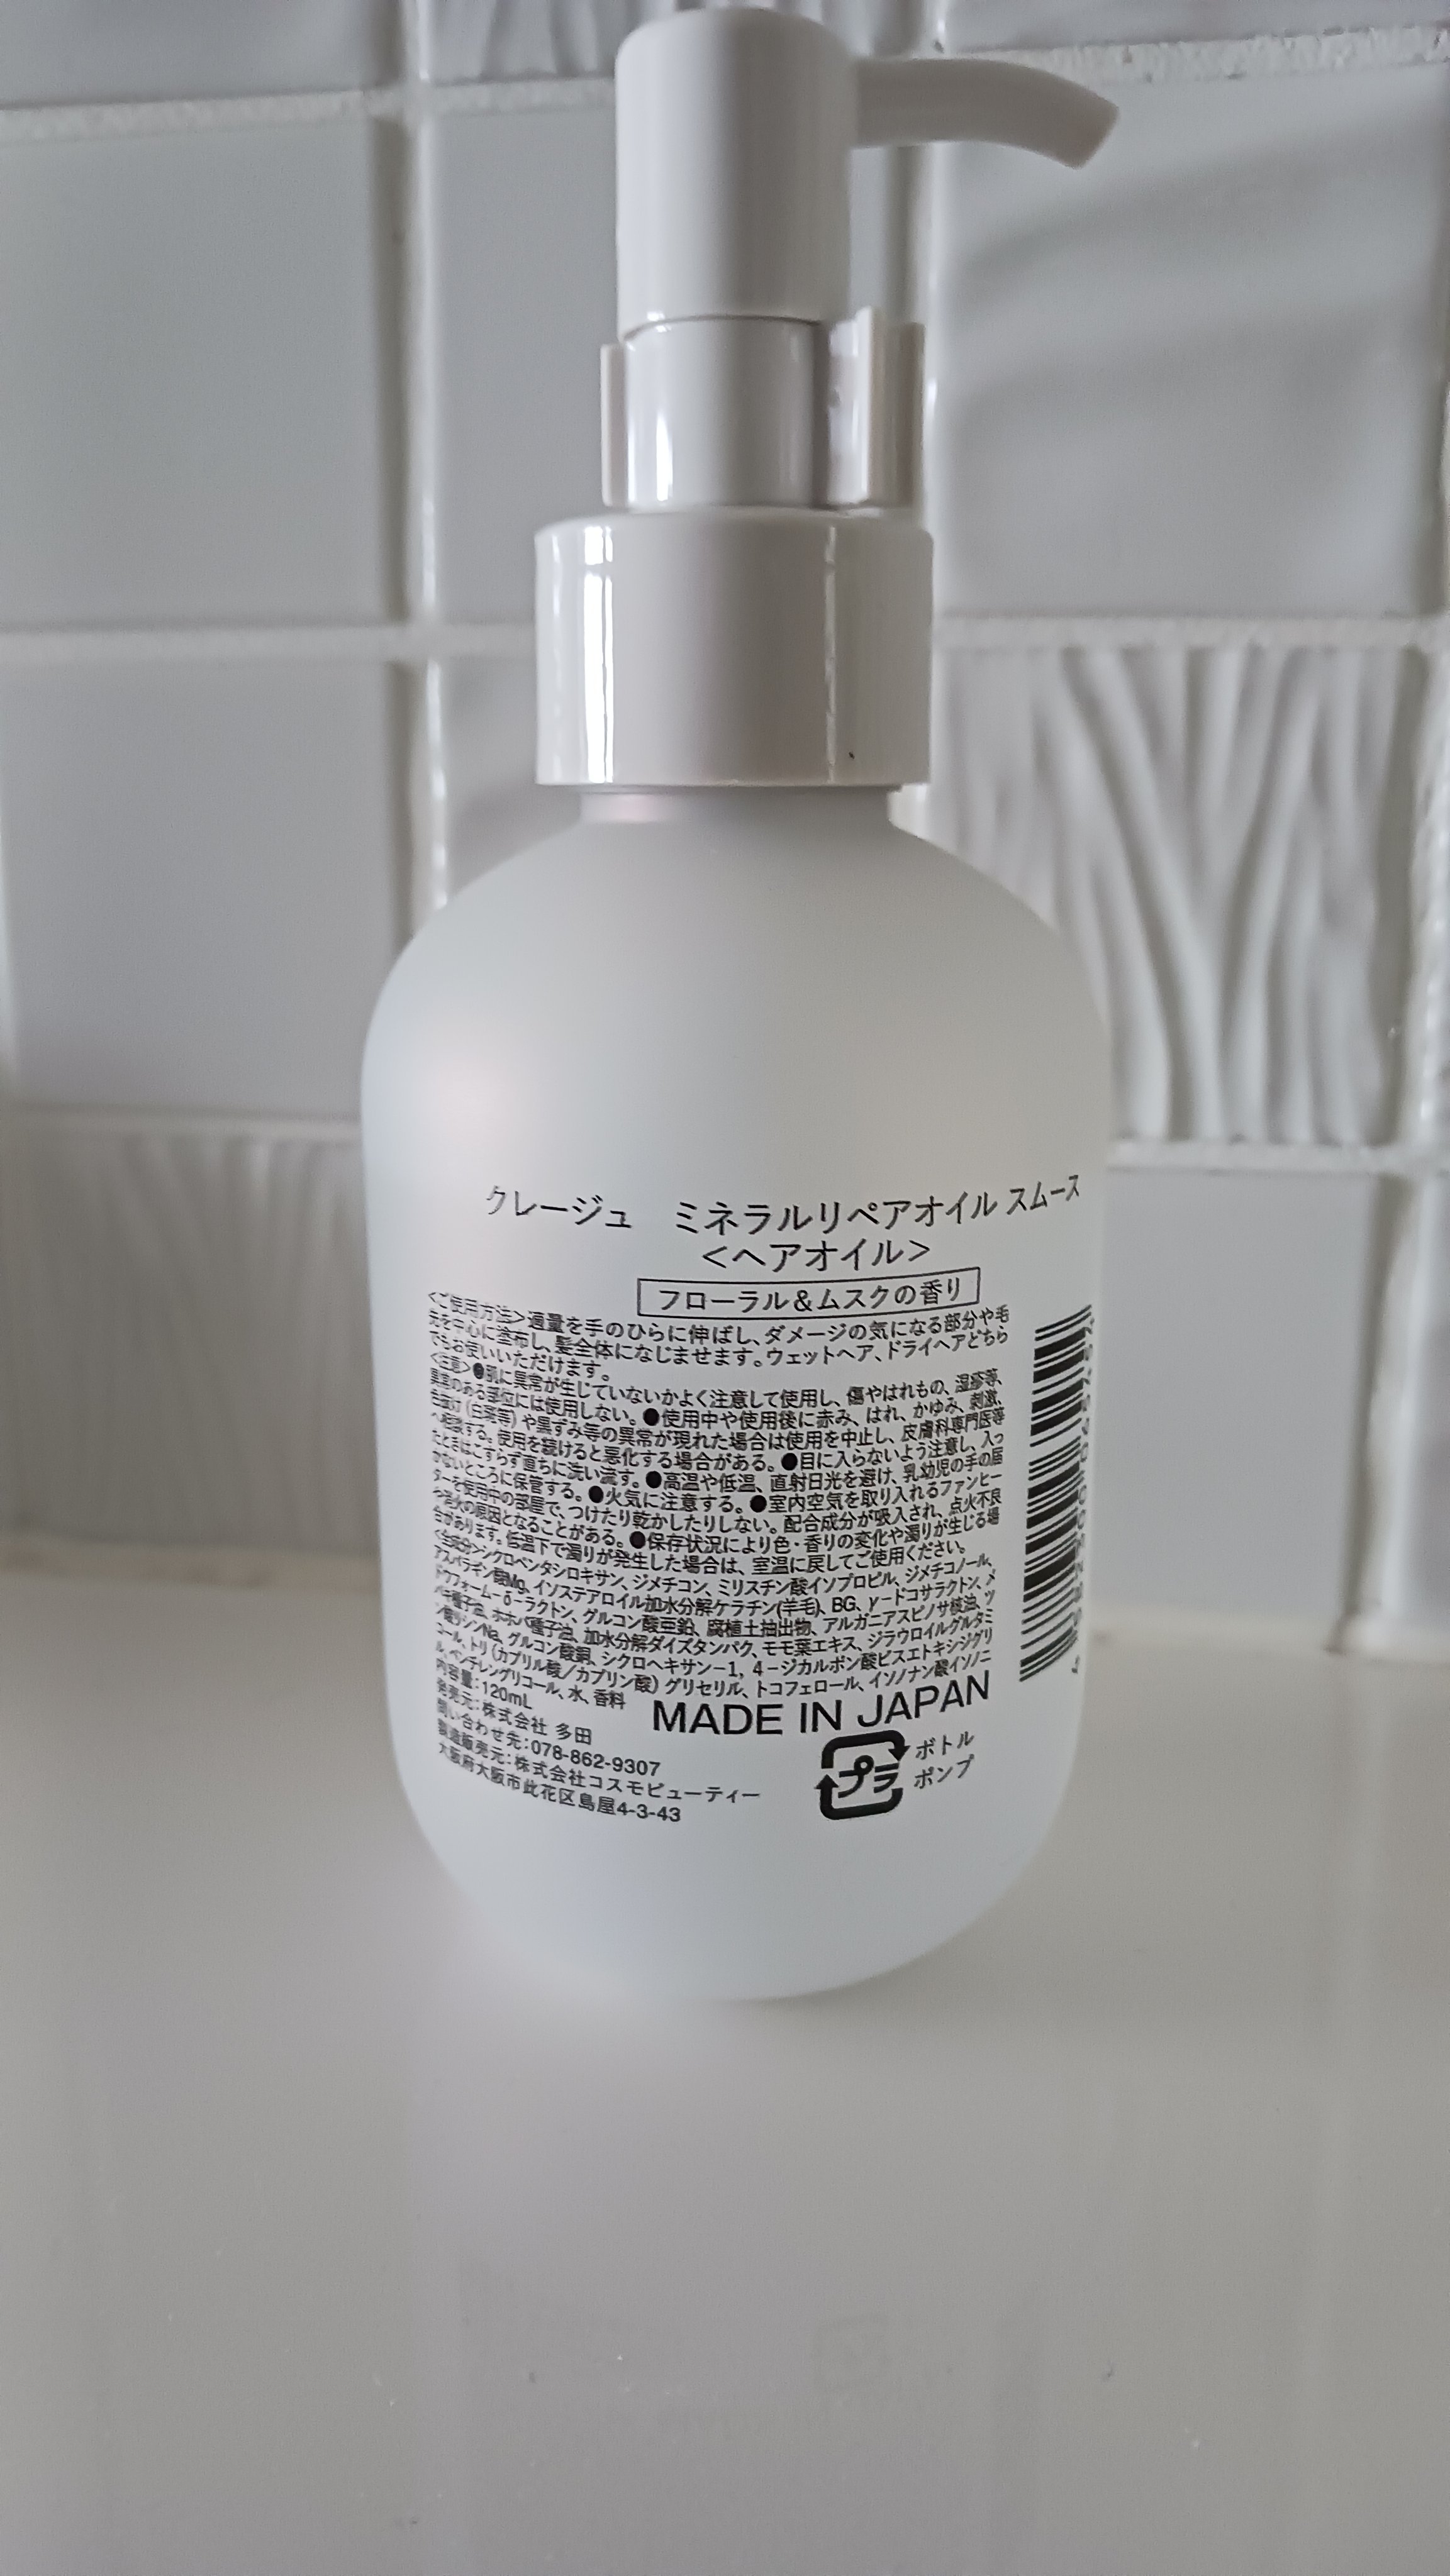 クレージュ　ミネラルリペアオイル スムース
<ヘアオイル>
フローラル&ムスクの香り
<ご使用方法>適量を手のひらに伸ばし、ダメージの気になる部分や毛
先を中心に塗布し、髪全体になじませます。ウェットヘア、ドライヘアどちら
でもお使いいただけます。
<注意>●肌に異常が生じていないかよく注意して使用し、傷やはれもの、湿疹等、
異常のある部位には使用しない。●使用中や使用後に赤み、はれ、かゆみ、刺激、
色抜け(白斑等)や黒ずみ等の異常が現れた場合は使用を中止し、皮膚科専門医等
へ相談する。使用を続けると悪化する場合がある。●目に入らないよう注意し、入っ
たときはこすらず直ちに洗い流す。●高温や低温、直射日光を避け、乳幼児の手の届
かないところに保管する。●火気に注意する。●室内空気を取り入れるファンヒー
ターを使用中の部屋で、つけたり乾かしたりしない。配合成分が吸入され、点火不良
や消火の原因となることがある。●保存状況により色・香りの変化や濁りが生じる場
合があります。低温下で濁りが発生した場合は、室温に戻してご使用ください。
<全成分>シクロペンタシロキサン、ジメチコン、ミリスチン酸イソプロピル、ジメチコノール、
アスパラギン酸Mg、イソステアロイル加水分解ケラチン(羊毛)、BG、γ-ドコサラクトン、メ
ドウフォーム-δ-ラクトン、グルコン酸亜鉛、腐植土抽出物、アルガニアスピノサ核油、ツ
バキ種子油、ホホバ種子油、加水分解ダイズタンパク、モモ葉エキス、ジラウロイルグルタミ
ン酸リシンNa、グルコン酸銅、シクロヘキサン-1, 4-ジカルボン酸ビスエトキシジグリ
コール、トリ(カプリル酸/カプリン酸)グリセリル、トコフェロール、イソノナン酸イソノニ
ル、ペンチレングリコール、水、香料
内容量:120mL
発売元:株式会社 多田
問い合わせ先:078-862-9307
製造販売元:株式会社コスモビューティー
大阪府大阪市此花区島屋4-3-43
MADE IN JAPAN
プラ
ボトル
ポンプ